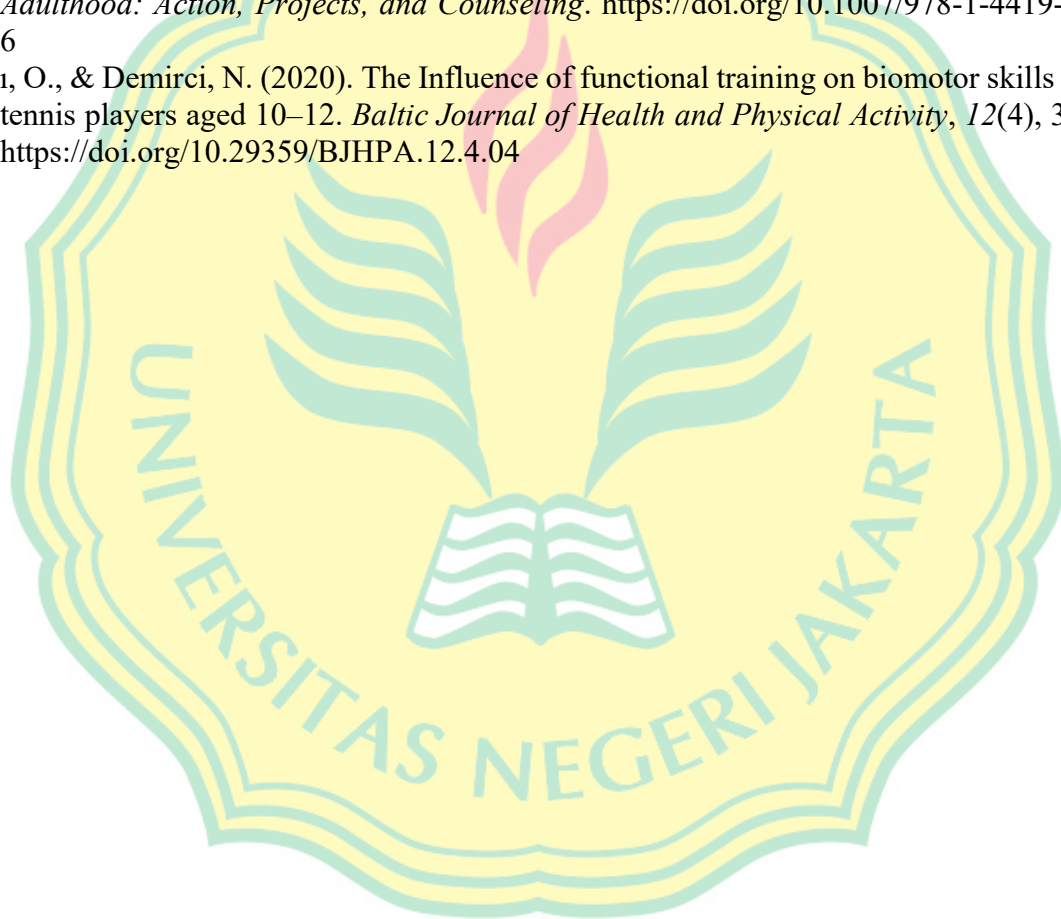 Adulthood: Action, Projects, and Counseling. https://doi.org/10.1007/978-1-4419-
6
ı, O., & Demirci, N. (2020). The Influence of functional training on biomotor skills
tennis players aged 10–12. Baltic Journal of Health and Physical Activity, 12(4), 3
https://doi.org/10.29359/BJHPA.12.4.04
UNIVERSITAS NEGERI JAKARTA